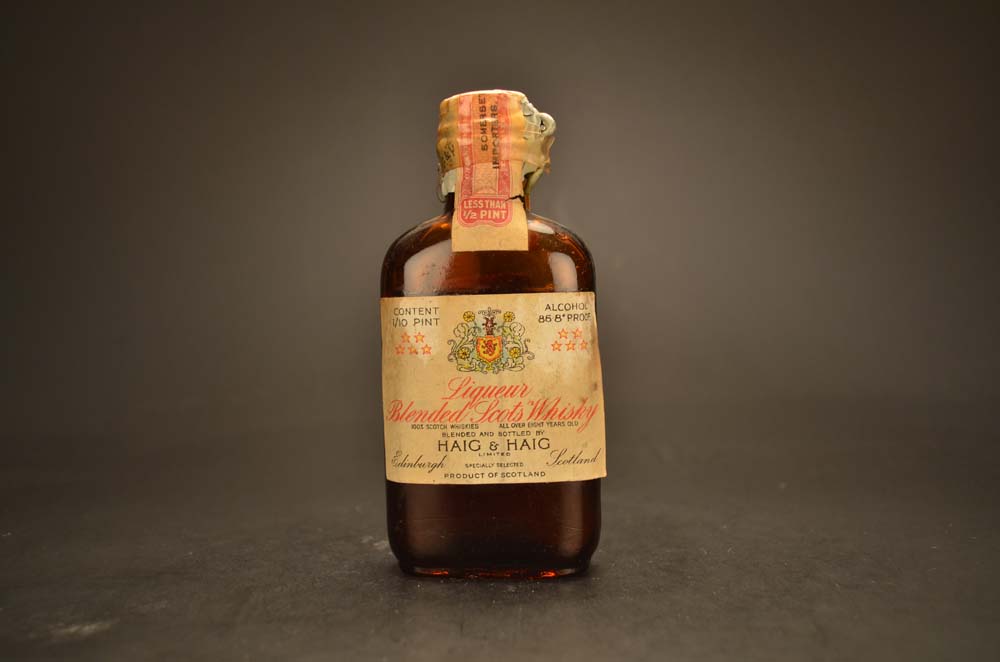 SOMERSET
IMPORTERS,
LESS THAN
1/2 PINT
CONTENT
1/10 PINT
ALCOHOL
86·8° PROOF
Liqueur
Blended Scots Whisky
100% SCOTCH WHISKIES ALL OVER EIGHT YEARS OLD
BLENDED AND BOTTLED BY
HAIG & HAIG
LIMITED
Edinburgh SPECIALLY SELECTED Scotland
PRODUCT OF SCOTLAND